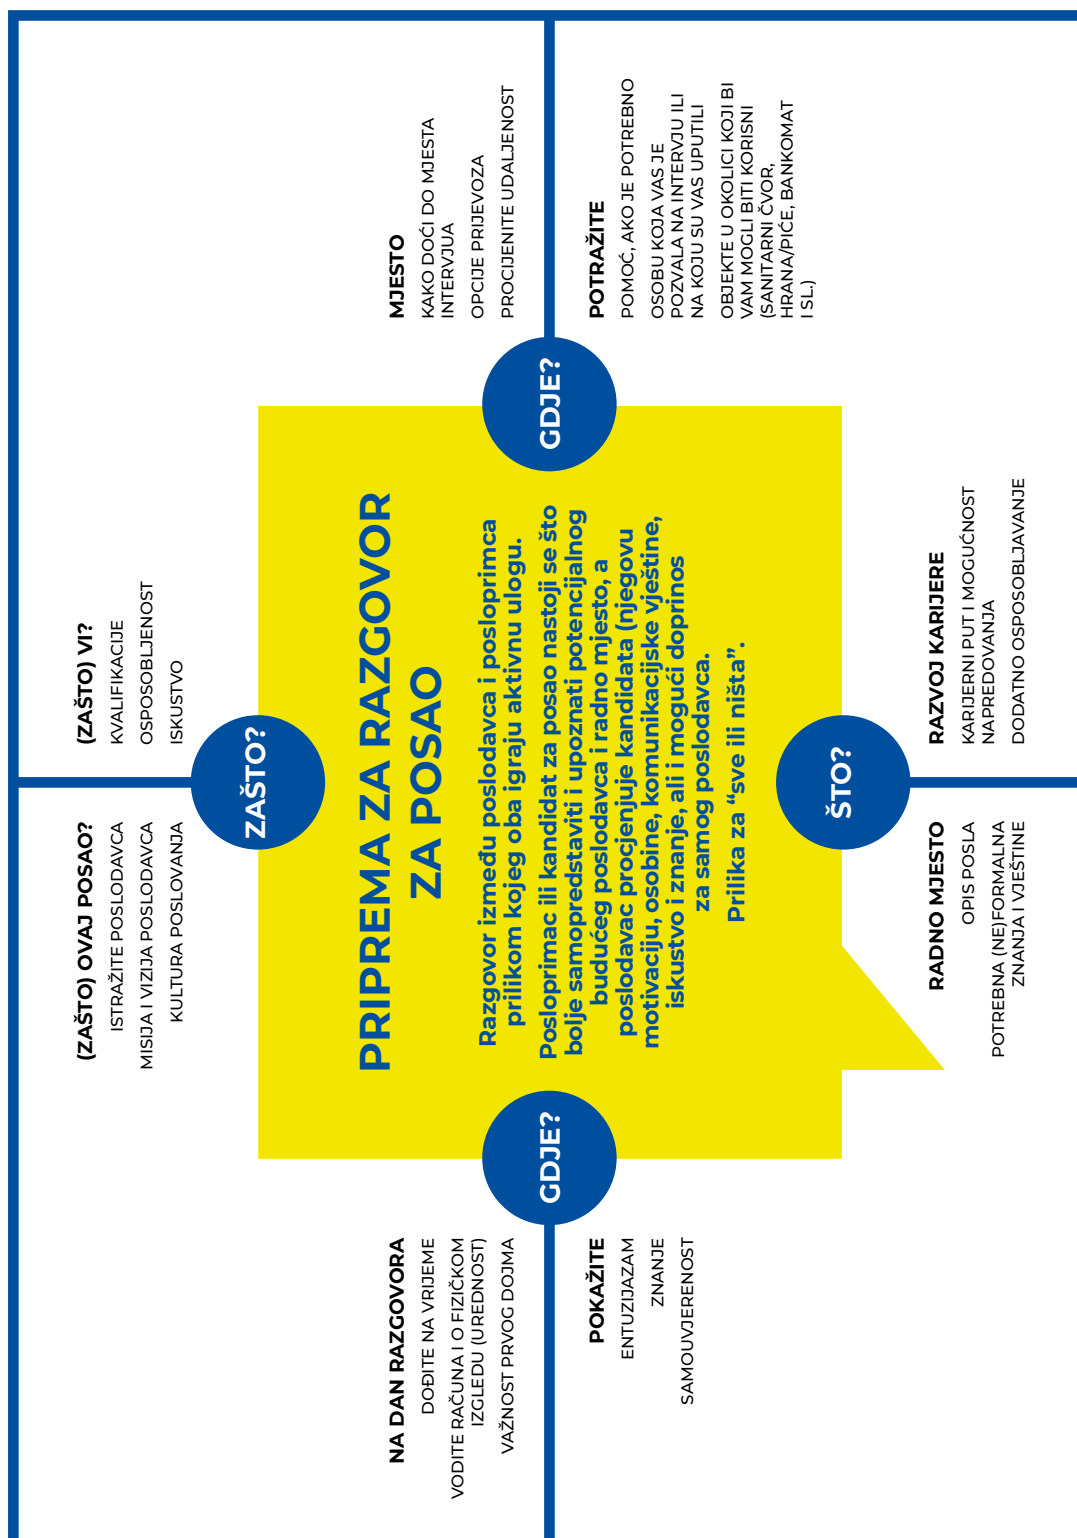 (ZAŠTO) OVAJ POSAO?
ISTRAŽITE POSLODAVCA
MISIJA I VIZIJA POSLODAVCA
KULTURA POSLOVANJA
ZAŠTO?
(ZAŠTO) VI?
KVALIFIKACIJE
OSPOSOBLJENOST
ISKUSTVO
NA DAN RAZGOVORA
DOĐITE NA VRIJEME
VODITE RAČUNA I O FIZIČKOM
IZGLEDU (UREDNOST)
VAŽNOST PRVOG DOJMA
GDJE?
POKAŽITE
ENTUZIJAZAM
ZNANJE
SAMOUVJERENOST
PRIPREMA ZA RAZGOVOR
ZA POSAO
Razgovor između poslodavca i posloprimca
prilikom kojeg oba igraju aktivnu ulogu.
Posloprimac ili kandidat za posao nastoji se što
bolje samopredstaviti i upoznati potencijalnog
budućeg poslodavca i radno mjesto, a
poslodavac procjenjuje kandidata (njegovu
motivaciju, osobine, komunikacijske vještine,
iskustvo i znanje, ali i mogući doprinos
za samog poslodavca.
Prilika za “sve ili ništa”.
MJESTO
KAKO DOĆI DO MJESTA
INTERVJUA
OPCIJE PRIJEVOZA
PROCIJENITE UDALJENOST
GDJE?
POTRAŽITE
POMOĆ, AKO JE POTREBNO
OSOBU KOJA VAS JE
POZVALA NA INTERVJU ILI
NA KOJU SU VAS UPUTILI
OBJEKTE U OKOLICI KOJI BI
VAM MOGLI BITI KORISNI
(SANITARNI ČVOR,
HRANA/PIĆE, BANKOMAT
I SL.)
RADNO MJESTO
OPIS POSLA
POTREBNA (NE)FORMALNA
ZNANJA I VJEŠTINE
ŠTO?
RAZVOJ KARIJERE
KARIJERNI PUT I MOGUĆNOST
NAPREDOVANJA
DODATNO OSPOSOBLJAVANJE